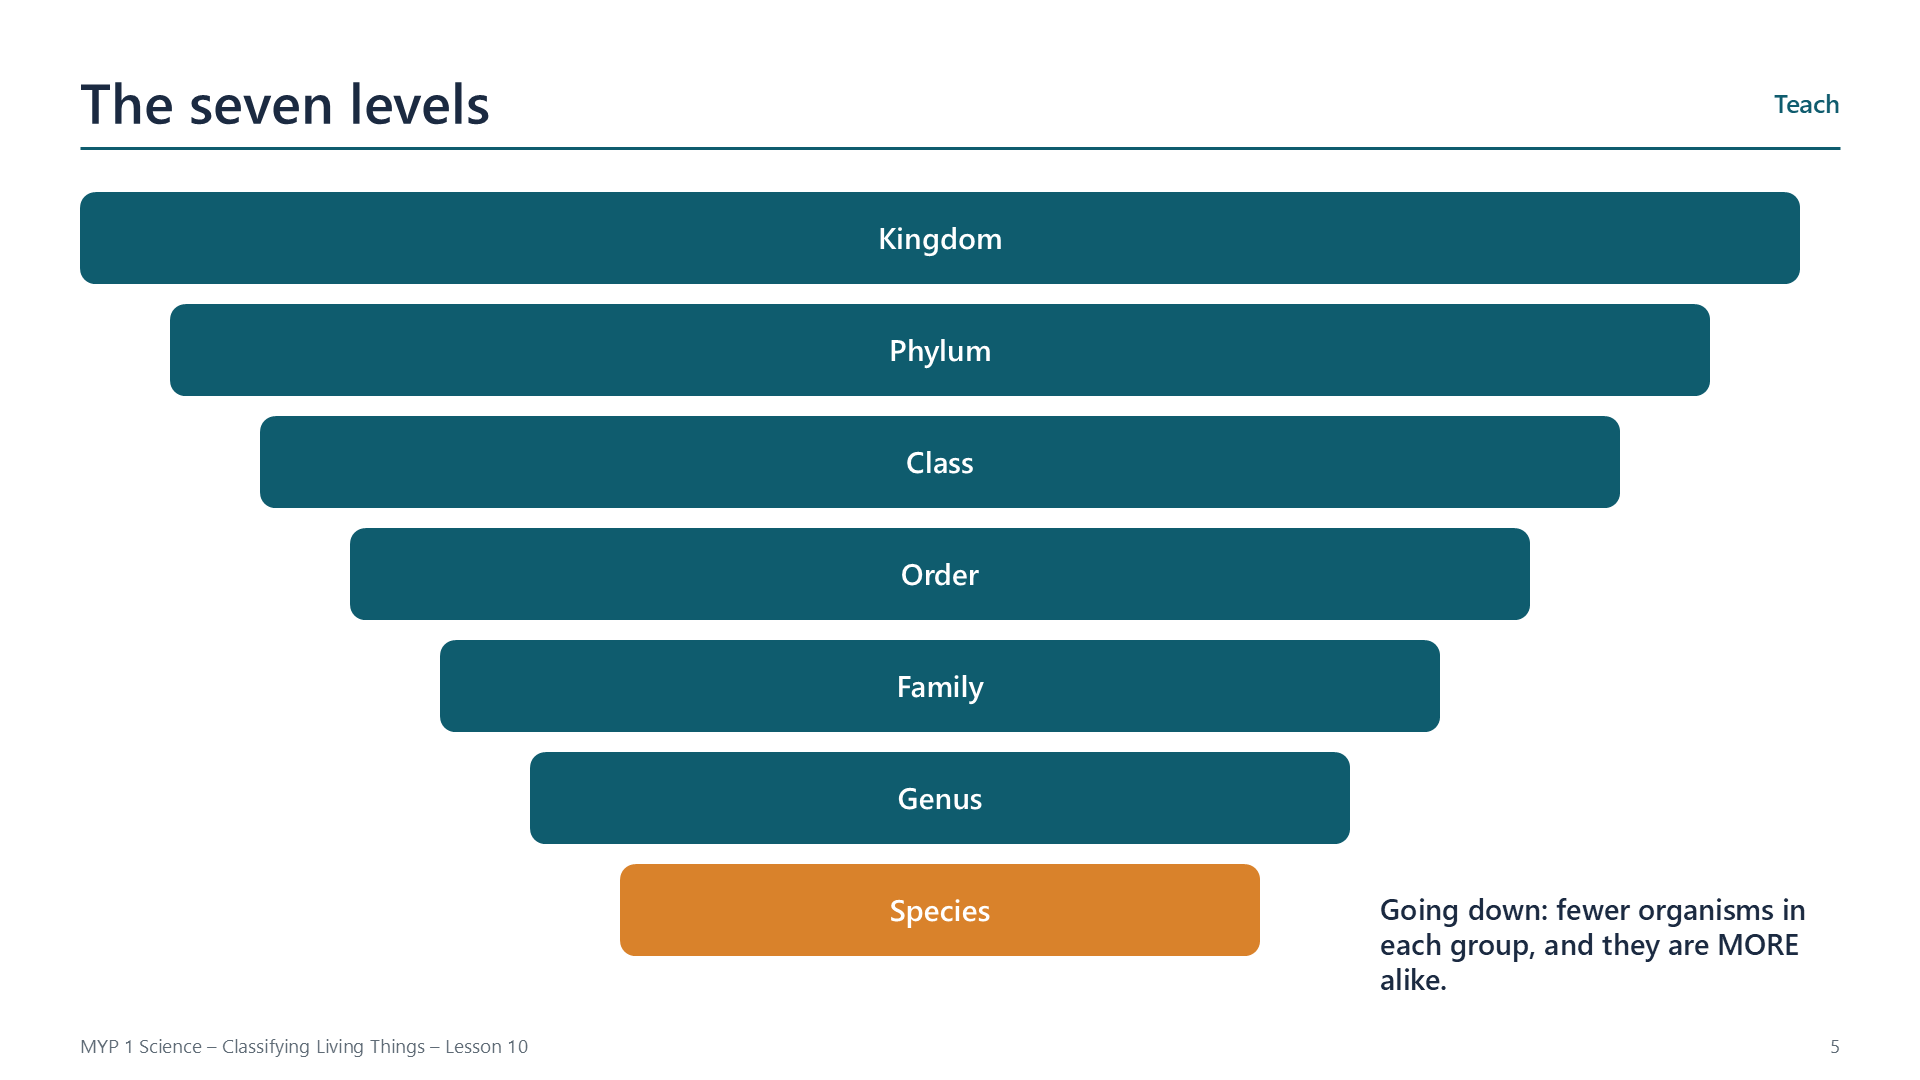 The seven levels
Teach
Kingdom
Phylum
Class
Order
Family
Genus
Species
Going down: fewer organisms in
each group, and they are MORE
alike.
MYP 1 Science – Classifying Living Things – Lesson 10
5